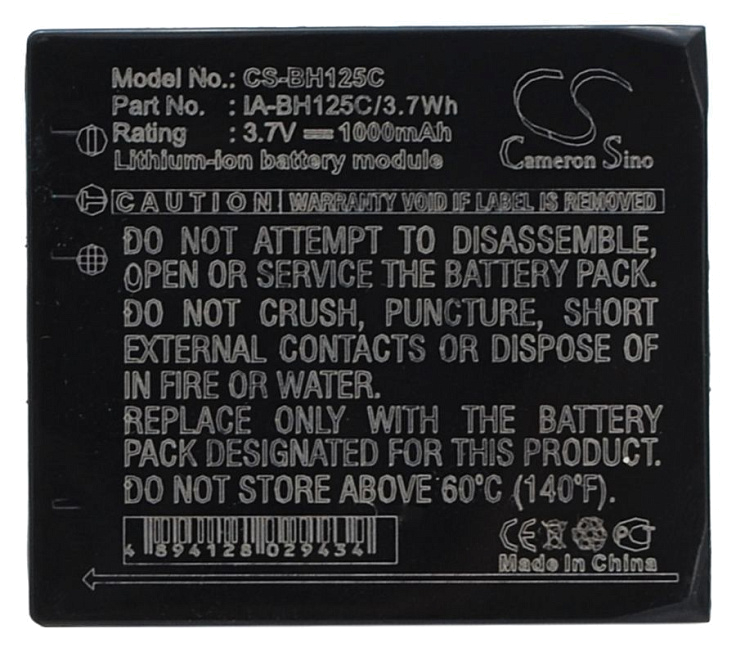 Model No.: CS-BH125C
Part No. : IA-BH125C/3.7Wh
Rating : 3.7V ⎓ 1000mAh
Lithium-ion battery module
CS
Cameron Sino
CAUTION WARRANTY VOID IF LABEL IS REMOVED
DO NOT ATTEMPT TO DISASSEMBLE,
OPEN OR SERVICE THE BATTERY PACK.
DO NOT CRUSH, PUNCTURE, SHORT
EXTERNAL CONTACTS OR DISPOSE OF
IN FIRE OR WATER.
REPLACE ONLY WITH THE BATTERY
PACK DESIGNATED FOR THIS PRODUCT.
DO NOT STORE ABOVE 60°C (140°F).
4 894128 029434
CE PCT
Made In China